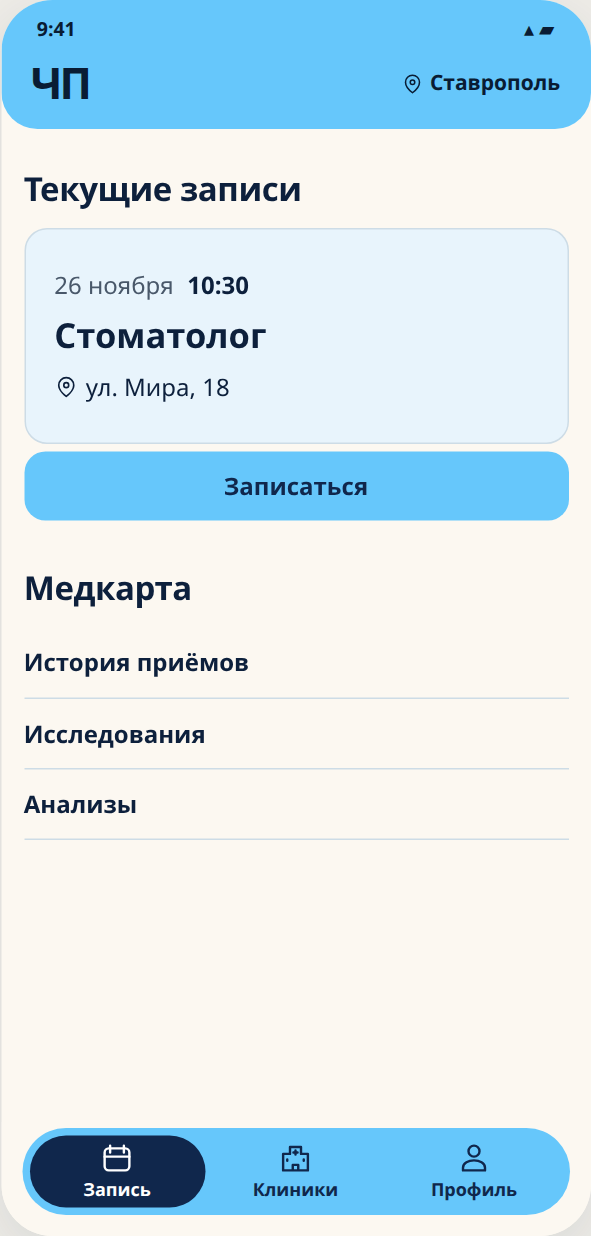 9:41
ЧП
Ставрополь
Текущие записи
26 ноября 10:30
Стоматолог
ул. Мира, 18
Записаться
Медкарта
История приёмов
Исследования
Анализы
Запись
Клиники
Профиль